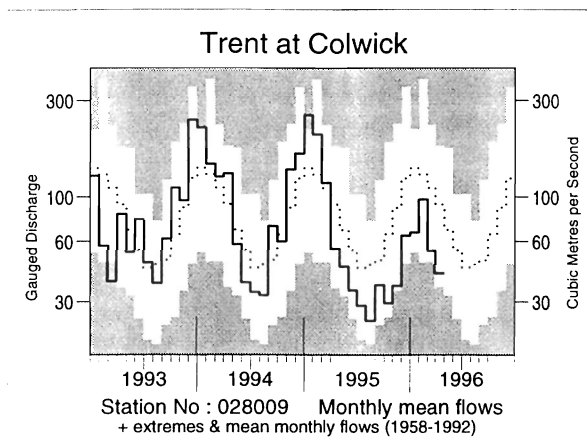 Trent at Colwick
Gauged Discharge
300
100
60
30
300
100
60
30
Cubic Metres per Second
1993 1994 1995 1996
Station No : 028009 Monthly mean flows
+ extremes & mean monthly flows (1958-1992)